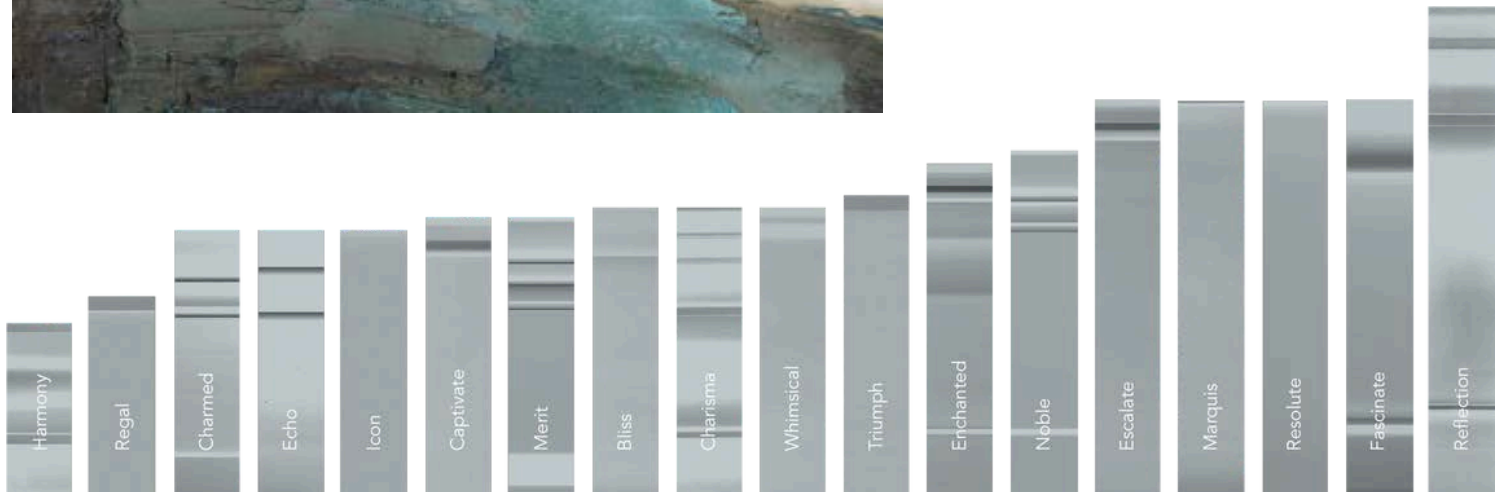 Harmony
Regal
Charmed
Echo
Icon
Captivate
Merit
Bliss
Charisma
Whimsical
Triumph
Enchanted
Noble
Escalate
Marquis
Resolute
Fascinate
Reflection